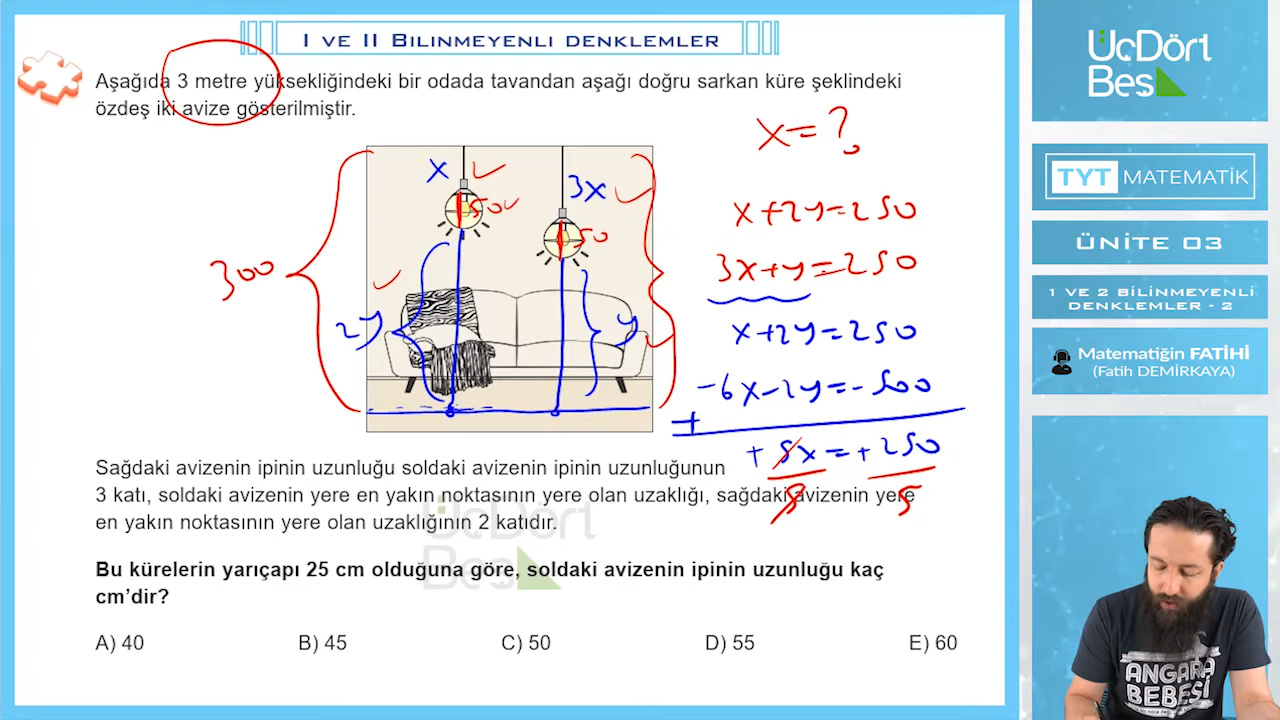 I VE II BILINMEYENLİ DENKLEMLER
Aşağıda 3 metre yüksekliğindeki bir odada tavandan aşağı doğru sarkan küre şeklindeki
özdeş iki avize gösterilmiştir.
x
50
3x
50
300
2y
y
x=?
x+2y=250
3x+y=250
x+2y=250
-6x-2y=-500
+
+5x=+250
5 5
Sağdaki avizenin ipinin uzunluğu soldaki avizenin ipinin uzunluğunun
3 katı, soldaki avizenin yere en yakın noktasının yere olan uzaklığı, sağdaki avizenin yere
en yakın noktasının yere olan uzaklığının 2 katıdır.
ÜçDört
Beş
Bu kürelerin yarıçapı 25 cm olduğuna göre, soldaki avizenin ipinin uzunluğu kaç
cm'dir?
A) 40 B) 45 C) 50 D) 55 E) 60
ÜçDört
Beş
TYT MATEMATİK
ÜNİTE 03
1 VE 2 BİLİNMEYENLİ
DENKLEMLER - 2
Matematiğin FATİHİ
(Fatih DEMİRKAYA)
ANGARA
BEBESİ